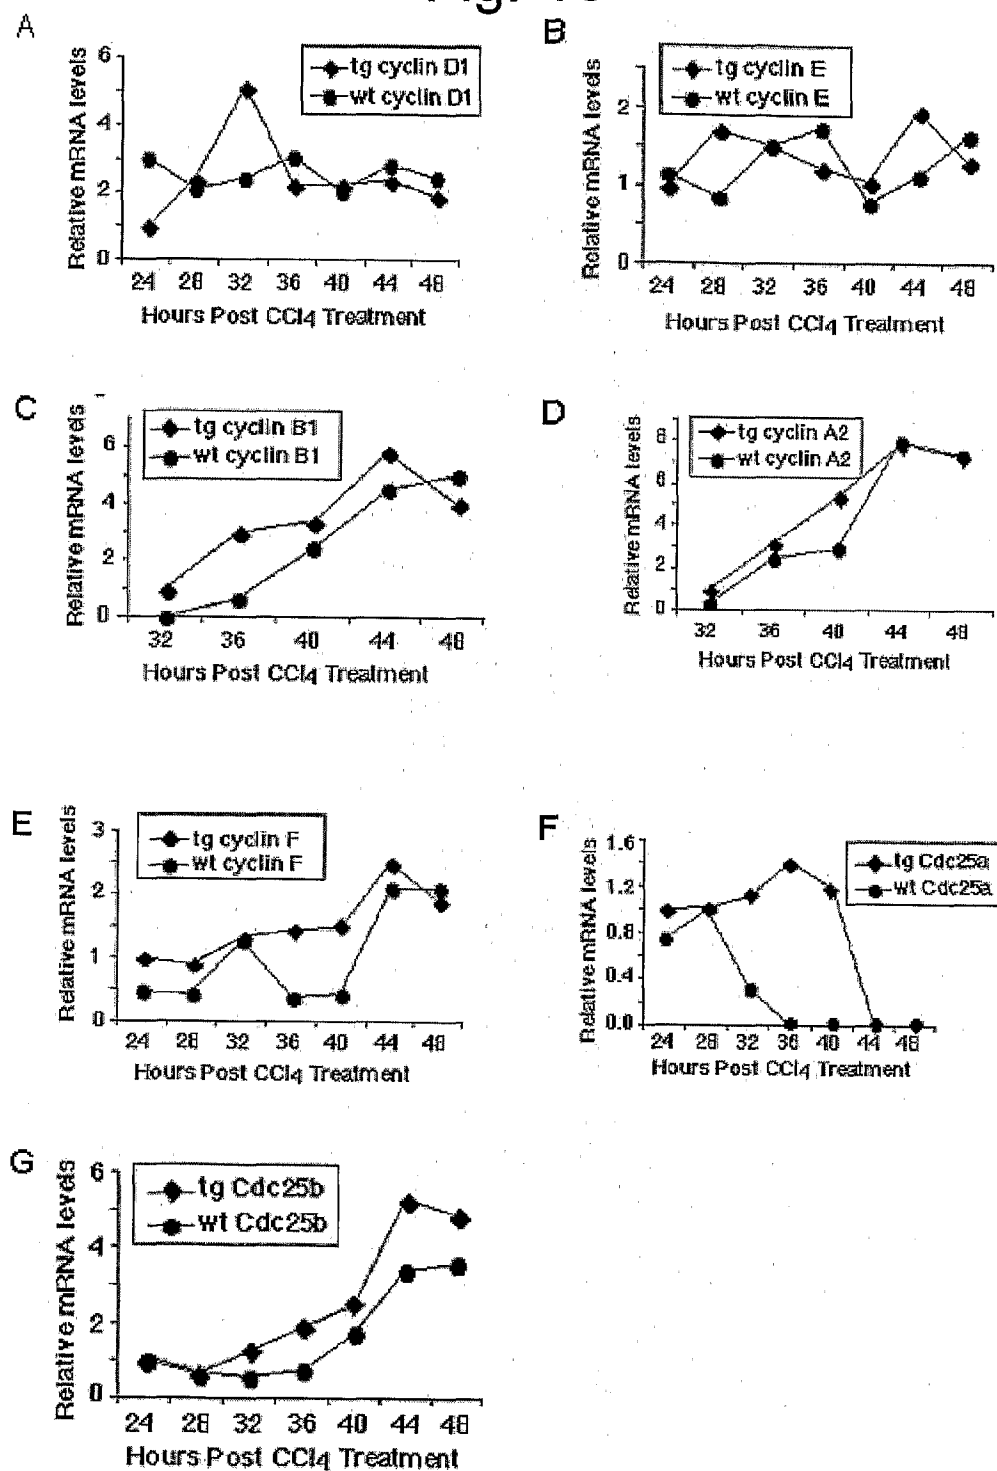 A
Relative mRNA levels
6
4
2
0
tg cyclin D1
wt cyclin D1
24 28 32 36 40 44 48
Hours Post CCl4 Treatment
B
Relative mRNA levels
2
1
0
tg cyclin E
wt cyclin E
24 28 32 36 40 44 48
Hours Post CCl4 Treatment
C
Relative mRNA levels
6
4
2
0
tg cyclin B1
wt cyclin B1
32 36 40 44 48
Hours Post CCl4 Treatment
D
Relative mRNA levels
8
6
4
2
0
tg cyclin A2
wt cyclin A2
32 36 40 44 48
Hours Post CCl4 Treatment
E
Relative mRNA levels
3
2
1
0
tg cyclin F
wt cyclin F
24 28 32 36 40 44 48
Hours Post CCl4 Treatment
F
Relative mRNA levels
1.6
1.2
0.8
0.4
0.0
tg Cdc25a
wt Cdc25a
24 28 32 36 40 44 48
Hours Post CCl4 Treatment
G
Relative mRNA levels
6
4
2
0
tg Cdc25b
wt Cdc25b
24 28 32 36 40 44 48
Hours Post CCl4 Treatment